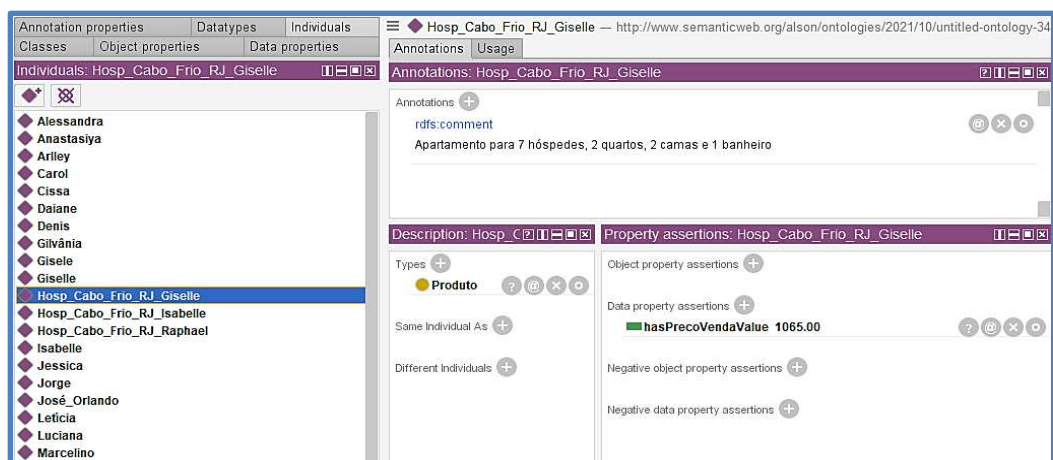 Annotation properties Datatypes Individuals
Classes Object properties Data properties
Individuals: Hosp_Cabo_Frio_RJ_Giselle
Alessandra
Anastasiya
Arlley
Carol
Cissa
Daiane
Denis
Gilvânia
Gisele
Giselle
Hosp_Cabo_Frio_RJ_Giselle
Hosp_Cabo_Frio_RJ_Isabelle
Hosp_Cabo_Frio_RJ_Raphael
Isabelle
Jessica
Jorge
José_Orlando
Letícia
Luciana
Marcelino
Hosp_Cabo_Frio_RJ_Giselle — http://www.semanticweb.org/alson/ontologies/2021/10/untitled-ontology-34
Annotations Usage
Annotations: Hosp_Cabo_Frio_RJ_Giselle
Annotations
rdfs:comment
Apartamento para 7 hóspedes, 2 quartos, 2 camas e 1 banheiro
Description: Hosp_C
Types
Produto
Same Individual As
Different Individuals
Property assertions: Hosp_Cabo_Frio_RJ_Giselle
Object property assertions
Data property assertions
hasPrecoVendaValue 1065.00
Negative object property assertions
Negative data property assertions